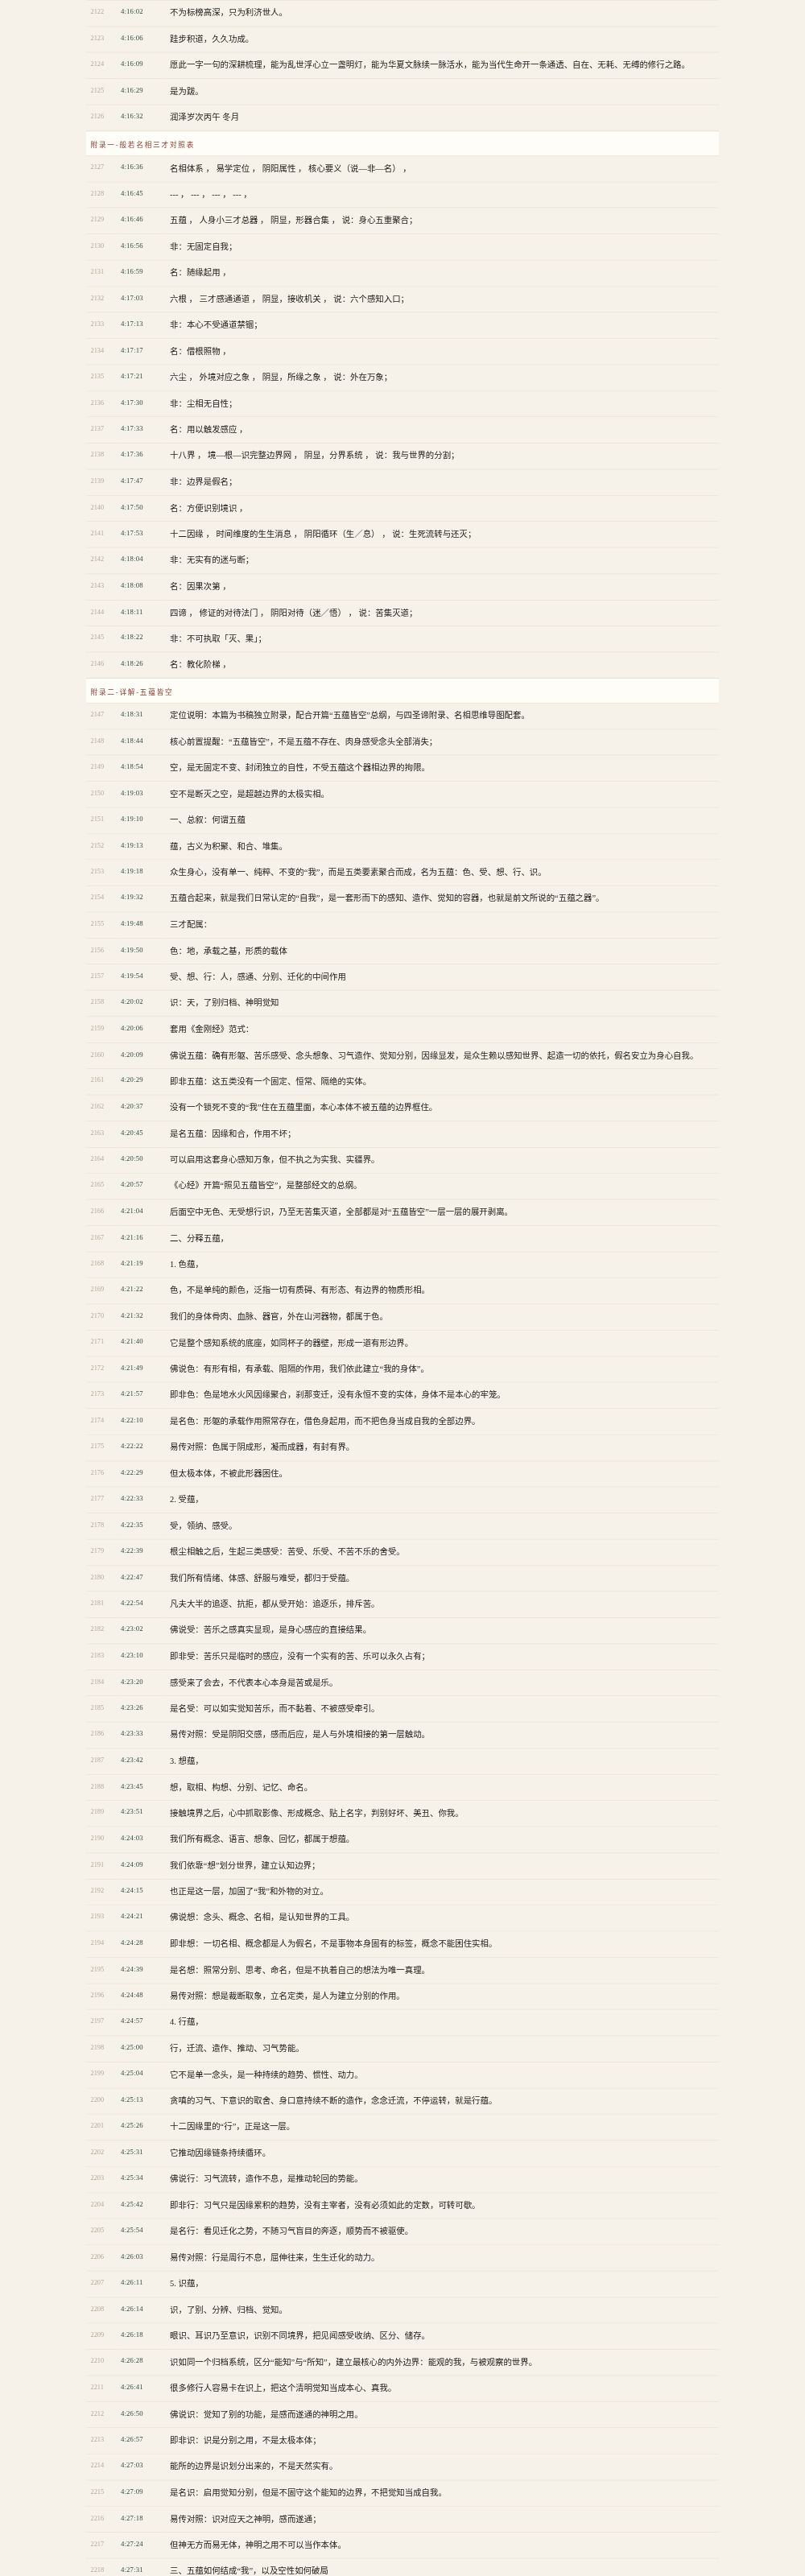 2122 4:16:02 不为标榜高深，只为利济世人。
2123 4:16:06 跬步积道，久久功成。
2124 4:16:09 愿此一字一句的深耕梳理，能为乱世浮心立一盏明灯，能为华夏文脉续一脉活水，能为当代生命开一条通透、自在、无耗、无缚的修行之路。
2125 4:16:29 是为跋。
2126 4:16:32 润泽岁次丙午 冬月
附录一-般若名相三才对照表
2127 4:16:36 名相体系 ， 易学定位 ， 阴阳属性 ， 核心要义（说—非—名） ，
2128 4:16:45 --- ， --- ， --- ， --- ，
2129 4:16:46 五蕴 ， 人身小三才总器 ， 阴显，形器合集 ， 说：身心五重聚合；
2130 4:16:56 非：无固定自我；
2131 4:16:59 名：随缘起用 ，
2132 4:17:03 六根 ， 三才感通通道 ， 阴显，接收机关 ， 说：六个感知入口；
2133 4:17:13 非：本心不受通道禁锢；
2134 4:17:17 名：借根照物 ，
2135 4:17:21 六尘 ， 外境对应之象 ， 阴显，所缘之象 ， 说：外在万象；
2136 4:17:30 非：尘相无自性；
2137 4:17:33 名：用以触发感应 ，
2138 4:17:36 十八界 ， 境—根—识完整边界网 ， 阴显，分界系统 ， 说：我与世界的分割；
2139 4:17:47 非：边界是假名；
2140 4:17:50 名：方便识别境识 ，
2141 4:17:53 十二因缘 ， 时间维度的生生消息 ， 阴阳循环（生／息） ， 说：生死流转与还灭；
2142 4:18:04 非：无实有的迷与断；
2143 4:18:08 名：因果次第 ，
2144 4:18:11 四谛 ， 修证的对待法门 ， 阴阳对待（迷／悟） ， 说：苦集灭道；
2145 4:18:22 非：不可执取「灭、果」；
2146 4:18:26 名：教化阶梯 ，
附录二-详解-五蕴皆空
2147 4:18:31 定位说明：本篇为书稿独立附录，配合开篇“五蕴皆空”总纲，与四圣谛附录、名相思维导图配套。
2148 4:18:44 核心前置提醒：“五蕴皆空”，不是五蕴不存在、肉身感受念头全部消失；
2149 4:18:54 空，是无固定不变、封闭独立的自性，不受五蕴这个器相边界的拘限。
2150 4:19:03 空不是断灭之空，是超越边界的太极实相。
2151 4:19:10 一、总叙：何谓五蕴
2152 4:19:13 蕴，古义为积聚、和合、堆集。
2153 4:19:18 众生身心，没有单一、纯粹、不变的“我”，而是五类要素聚合而成，名为五蕴：色、受、想、行、识。
2154 4:19:32 五蕴合起来，就是我们日常认定的“自我”，是一套形而下的感知、造作、觉知的容器，也就是前文所说的“五蕴之器”。
2155 4:19:48 三才配属：
2156 4:19:50 色：地，承载之基，形质的载体
2157 4:19:54 受、想、行：人，感通、分别、迁化的中间作用
2158 4:20:02 识：天，了别归档、神明觉知
2159 4:20:06 套用《金刚经》范式：
2160 4:20:09 佛说五蕴：确有形躯、苦乐感受、念头想象、习气造作、觉知分别，因缘显发，是众生赖以感知世界、起造一切的依托，假名安立为身心自我。
2161 4:20:29 即非五蕴：这五类没有一个固定、恒常、隔绝的实体。
2162 4:20:37 没有一个锁死不变的“我”住在五蕴里面，本心本体不被五蕴的边界框住。
2163 4:20:45 是名五蕴：因缘和合，作用不坏；
2164 4:20:50 可以启用这套身心感知万象，但不执之为实我、实疆界。
2165 4:20:57 《心经》开篇“照见五蕴皆空”，是整部经文的总纲。
2166 4:21:04 后面空中无色、无受想行识，乃至无苦集灭道，全部都是对“五蕴皆空”一层一层的展开剥离。
2167 4:21:16 二、分释五蕴，
2168 4:21:19 1. 色蕴，
2169 4:21:22 色，不是单纯的颜色，泛指一切有质碍、有形态、有边界的物质形相。
2170 4:21:32 我们的身体骨肉、血脉、器官，外在山河器物，都属于色。
2171 4:21:40 它是整个感知系统的底座，如同杯子的器壁，形成一道有形边界。
2172 4:21:49 佛说色：有形有相，有承载、阻隔的作用，我们依此建立“我的身体”。
2173 4:21:57 即非色：色是地水火风因缘聚合，刹那变迁，没有永恒不变的实体，身体不是本心的牢笼。
2174 4:22:10 是名色：形躯的承载作用照常存在，借色身起用，而不把色身当成自我的全部边界。
2175 4:22:22 易传对照：色属于阴成形，凝而成器，有封有界。
2176 4:22:29 但太极本体，不被此形器困住。
2177 4:22:33 2. 受蕴，
2178 4:22:35 受，领纳、感受。
2179 4:22:39 根尘相触之后，生起三类感受：苦受、乐受、不苦不乐的舍受。
2180 4:22:47 我们所有情绪、体感、舒服与难受，都归于受蕴。
2181 4:22:54 凡夫大半的追逐、抗拒，都从受开始：追逐乐，排斥苦。
2182 4:23:02 佛说受：苦乐之感真实显现，是身心感应的直接结果。
2183 4:23:10 即非受：苦乐只是临时的感应，没有一个实有的苦、乐可以永久占有；
2184 4:23:20 感受来了会去，不代表本心本身是苦或是乐。
2185 4:23:26 是名受：可以如实觉知苦乐，而不黏着、不被感受牵引。
2186 4:23:33 易传对照：受是阴阳交感，感而后应，是人与外境相接的第一层触动。
2187 4:23:42 3. 想蕴，
2188 4:23:45 想，取相、构想、分别、记忆、命名。
2189 4:23:51 接触境界之后，心中抓取影像、形成概念、贴上名字，判别好坏、美丑、你我。
2190 4:24:03 我们所有概念、语言、想象、回忆，都属于想蕴。
2191 4:24:09 我们依靠“想”划分世界，建立认知边界；
2192 4:24:15 也正是这一层，加固了“我”和外物的对立。
2193 4:24:21 佛说想：念头、概念、名相，是认知世界的工具。
2194 4:24:28 即非想：一切名相、概念都是人为假名，不是事物本身固有的标签，概念不能困住实相。
2195 4:24:39 是名想：照常分别、思考、命名，但是不执着自己的想法为唯一真理。
2196 4:24:48 易传对照：想是裁断取象，立名定类，是人为建立分别的作用。
2197 4:24:57 4. 行蕴，
2198 4:25:00 行，迁流、造作、推动、习气势能。
2199 4:25:04 它不是单一念头，是一种持续的趋势、惯性、动力。
2200 4:25:13 贪嗔的习气、下意识的取舍、身口意持续不断的造作，念念迁流，不停运转，就是行蕴。
2201 4:25:26 十二因缘里的“行”，正是这一层。
2202 4:25:31 它推动因缘链条持续循环。
2203 4:25:34 佛说行：习气流转，造作不息，是推动轮回的势能。
2204 4:25:42 即非行：习气只是因缘累积的趋势，没有主宰者，没有必须如此的定数，可转可歇。
2205 4:25:54 是名行：看见迁化之势，不随习气盲目的奔逐，顺势而不被驱使。
2206 4:26:03 易传对照：行是周行不息，屈伸往来，生生迁化的动力。
2207 4:26:11 5. 识蕴，
2208 4:26:14 识，了别、分辨、归档、觉知。
2209 4:26:18 眼识、耳识乃至意识，识别不同境界，把见闻感受收纳、区分、储存。
2210 4:26:28 识如同一个归档系统，区分“能知”与“所知”，建立最核心的内外边界：能观的我，与被观察的世界。
2211 4:26:41 很多修行人容易卡在识上，把这个清明觉知当成本心、真我。
2212 4:26:50 佛说识：觉知了别的功能，是感而遂通的神明之用。
2213 4:26:57 即非识：识是分别之用，不是太极本体；
2214 4:27:03 能所的边界是识划分出来的，不是天然实有。
2215 4:27:09 是名识：启用觉知分别，但是不固守这个能知的边界，不把觉知当成自我。
2216 4:27:18 易传对照：识对应天之神明，感而遂通；
2217 4:27:24 但神无方而易无体，神明之用不可以当作本体。
2218 4:27:31 三、五蕴如何结成“我”，以及空性如何破局